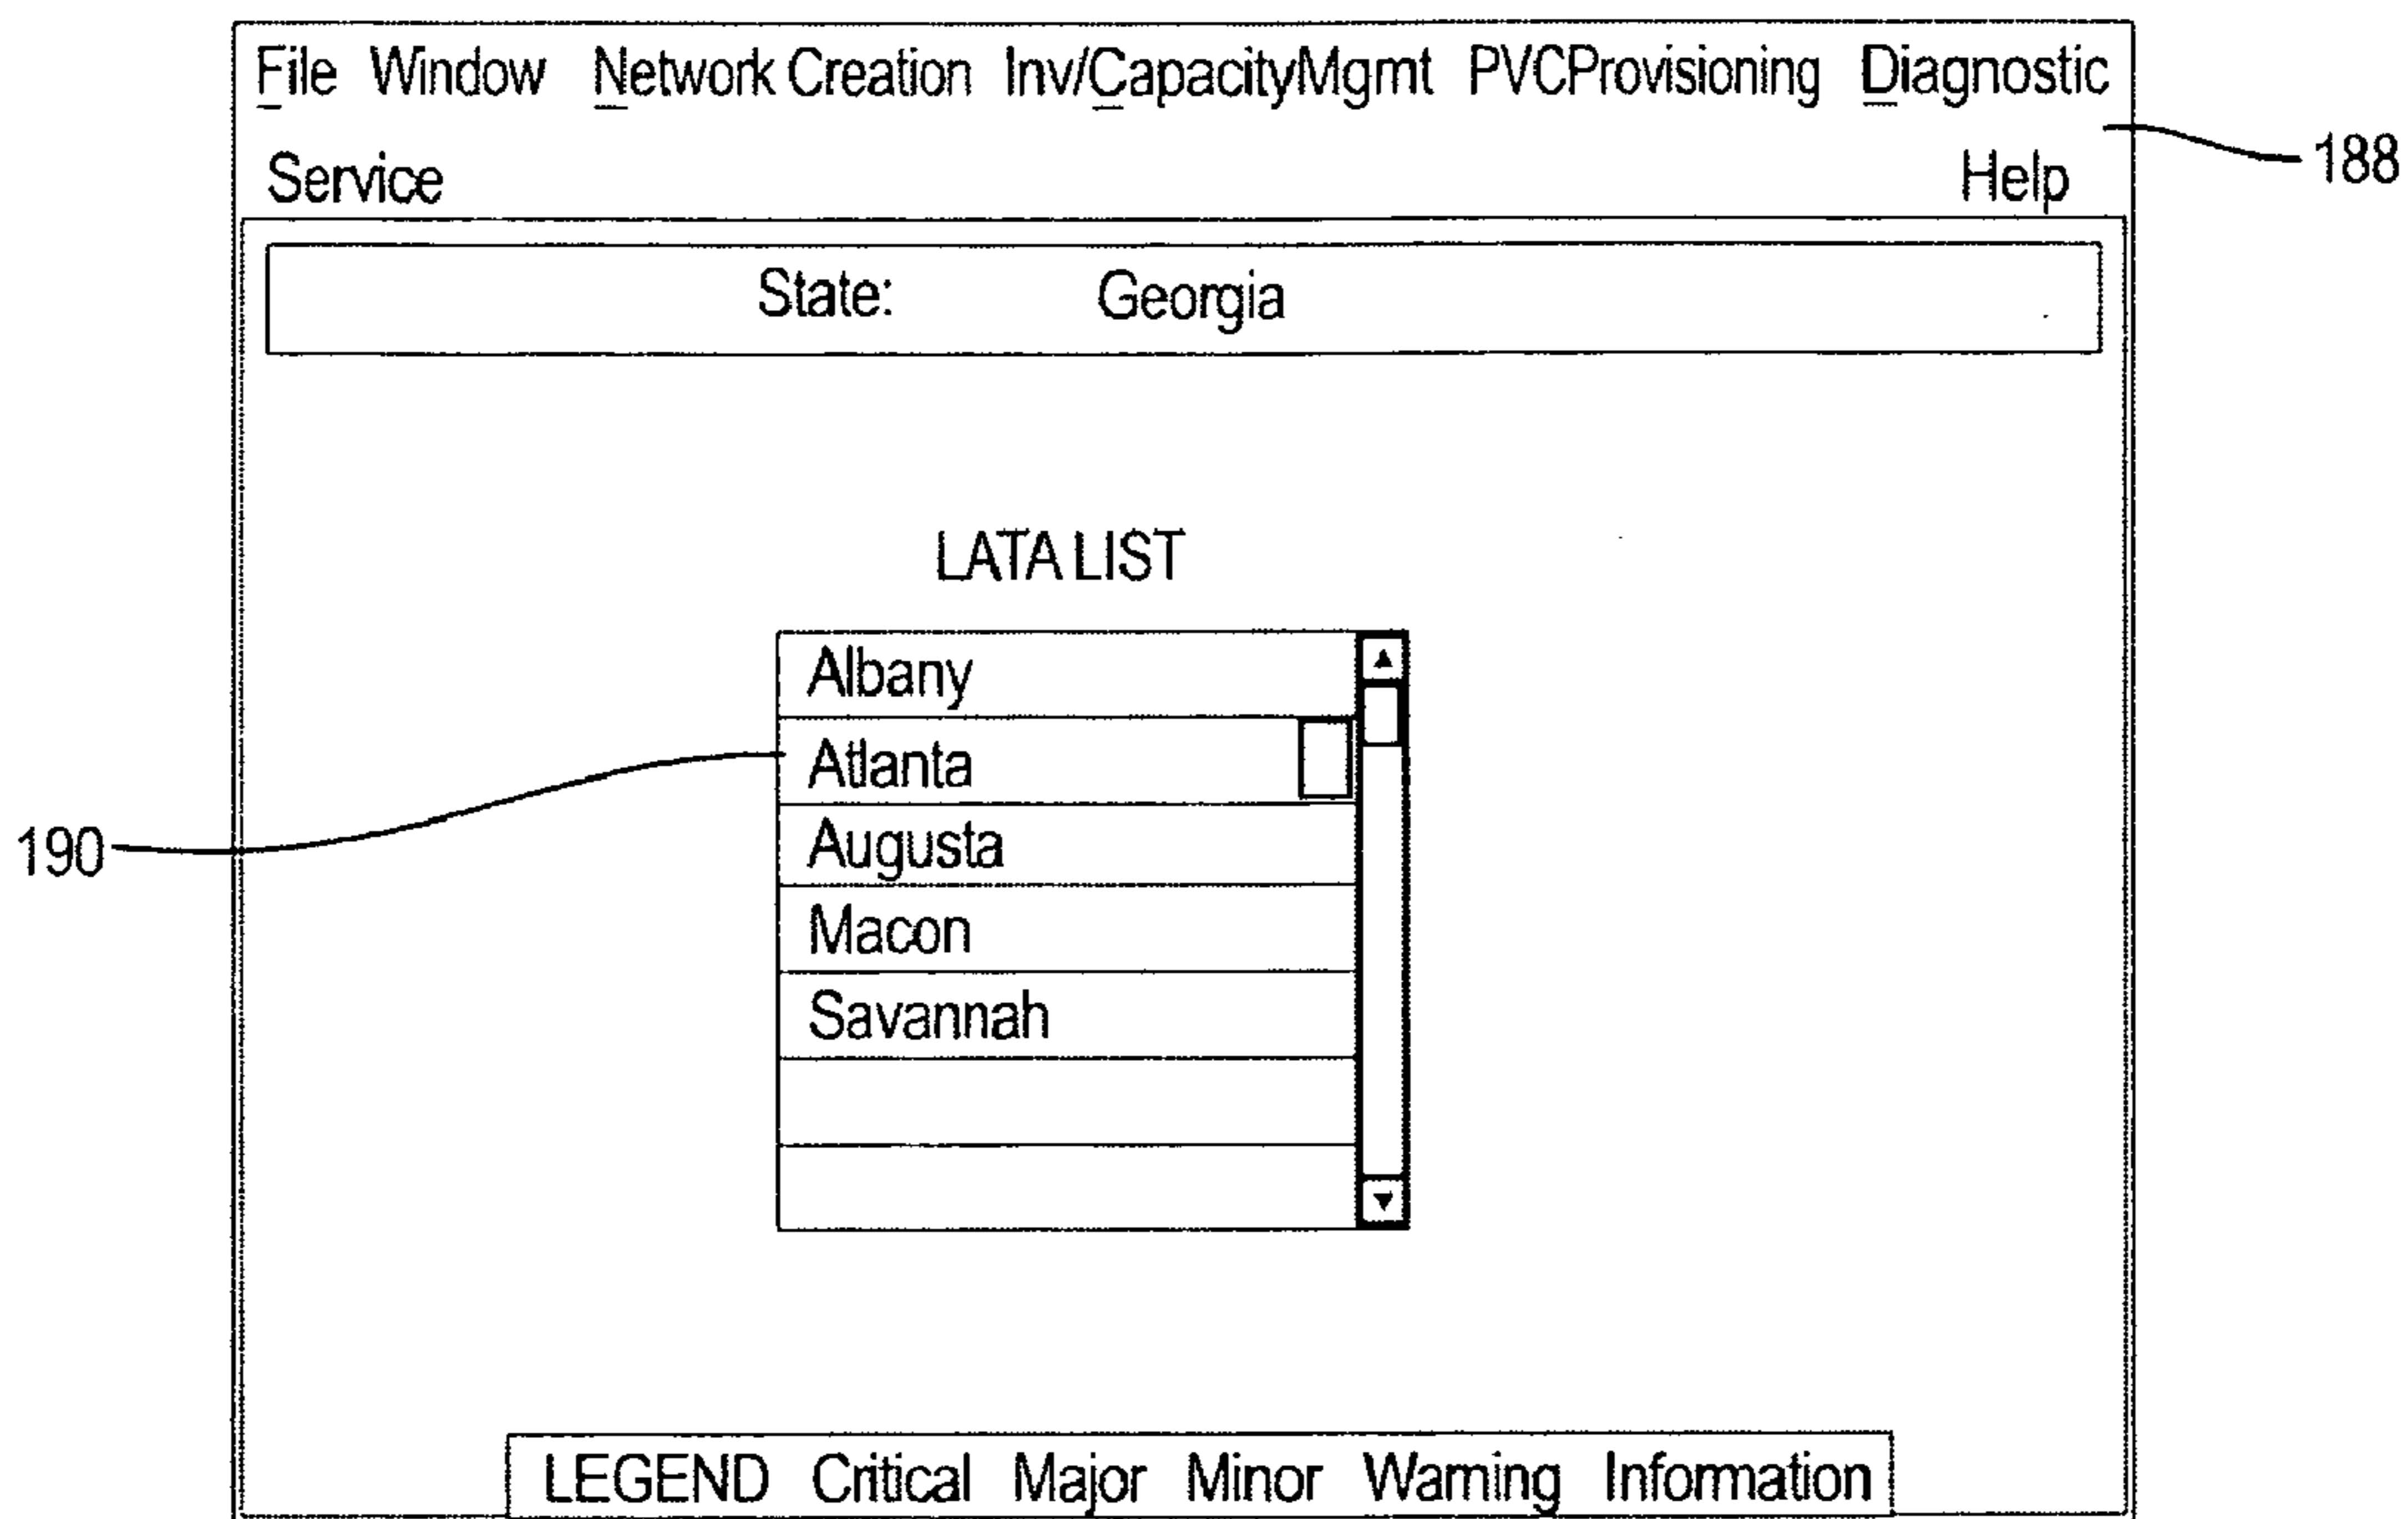 File Window Network Creation Inv/CapacityMgmt PVCProvisioning Diagnostic
188
Service Help
State: Georgia
LATA LIST
Albany
Atlanta
190
Augusta
Macon
Savannah
LEGEND Critical Major Minor Warning Information